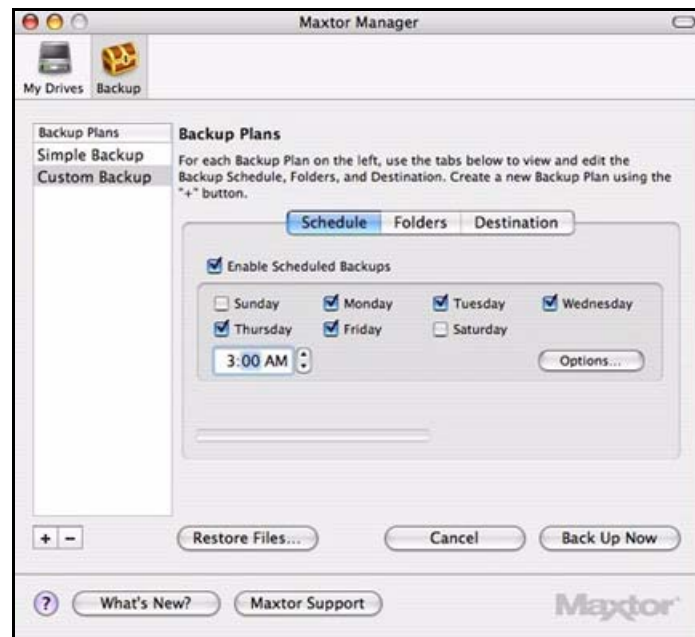 Maxtor Manager
My Drives
Backup
Backup Plans
Simple Backup
Custom Backup
Backup Plans
For each Backup Plan on the left, use the tabs below to view and edit the
Backup Schedule, Folders, and Destination. Create a new Backup Plan using the
"+" button.
Schedule Folders Destination
Enable Scheduled Backups
Sunday Monday Tuesday Wednesday
Thursday Friday Saturday
3:00 AM Options...
+ −
Restore Files... Cancel Back Up Now
? What's New? Maxtor Support Maxtor